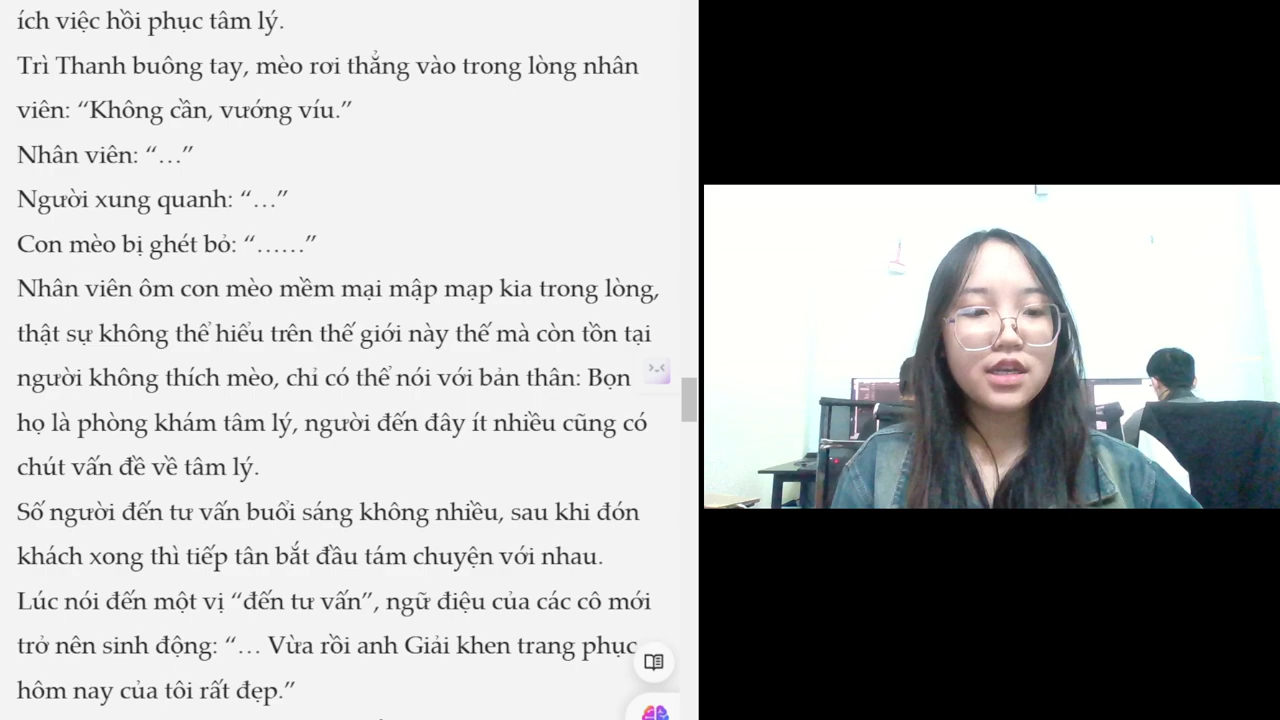 ích việc hồi phục tâm lý.
Trì Thanh buông tay, mèo rơi thẳng vào trong lòng nhân
viên: “Không cần, vướng víu.”
Nhân viên: “…”
Người xung quanh: “…”
Con mèo bị ghét bỏ: “……”
Nhân viên ôm con mèo mềm mại mập mạp kia trong lòng,
thật sự không thể hiểu trên thế giới này thế mà còn tồn tại
người không thích mèo, chỉ có thể nói với bản thân: Bọn
họ là phòng khám tâm lý, người đến đây ít nhiều cũng có
chút vấn đề về tâm lý.
Số người đến tư vấn buổi sáng không nhiều, sau khi đón
khách xong thì tiếp tân bắt đầu tám chuyện với nhau.
Lúc nói đến một vị “đến tư vấn”, ngữ điệu của các cô mới
trở nên sinh động: “… Vừa rồi anh Giải khen trang phục
hôm nay của tôi rất đẹp.”